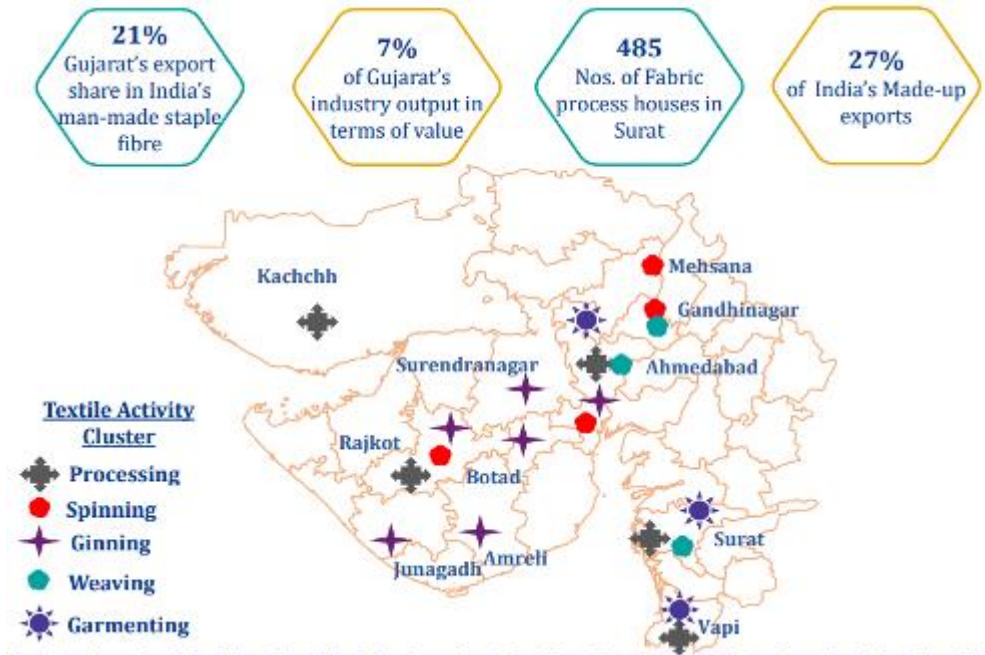 21%
Gujarat's export
share in India's
man-made staple
fibre
7%
of Gujarat's
industry output in
terms of value
485
Nos. of Fabric
process houses in
Surat
27%
of India's Made-up
exports
Kachchh
Mehsana
Gandhinagar
Surendranagar
Ahmedabad
Rajkot
Botad
Surat
Junagadh
Amreli
Vapi
Textile Activity
Cluster
Processing
Spinning
Ginning
Weaving
Garmenting